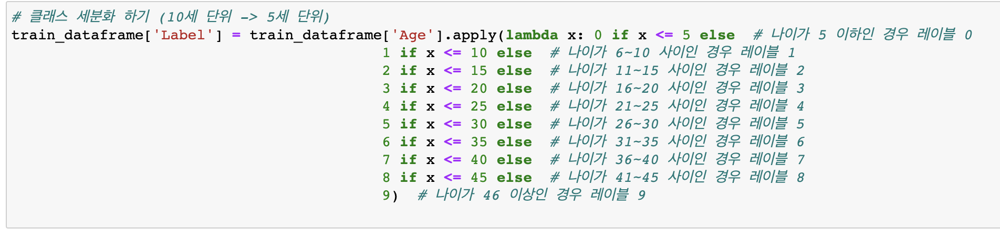 # 클래스 세분화 하기 (10세 단위 -> 5세 단위)
train_dataframe['Label'] = train_dataframe['Age'].apply(lambda x: 0 if x <= 5 else  # 나이가 5 이하인 경우 레이블 0
1 if x <= 10 else  # 나이가 6~10 사이인 경우 레이블 1
2 if x <= 15 else  # 나이가 11~15 사이인 경우 레이블 2
3 if x <= 20 else  # 나이가 16~20 사이인 경우 레이블 3
4 if x <= 25 else  # 나이가 21~25 사이인 경우 레이블 4
5 if x <= 30 else  # 나이가 26~30 사이인 경우 레이블 5
6 if x <= 35 else  # 나이가 31~35 사이인 경우 레이블 6
7 if x <= 40 else  # 나이가 36~40 사이인 경우 레이블 7
8 if x <= 45 else  # 나이가 41~45 사이인 경우 레이블 8
9)  # 나이가 46 이상인 경우 레이블 9